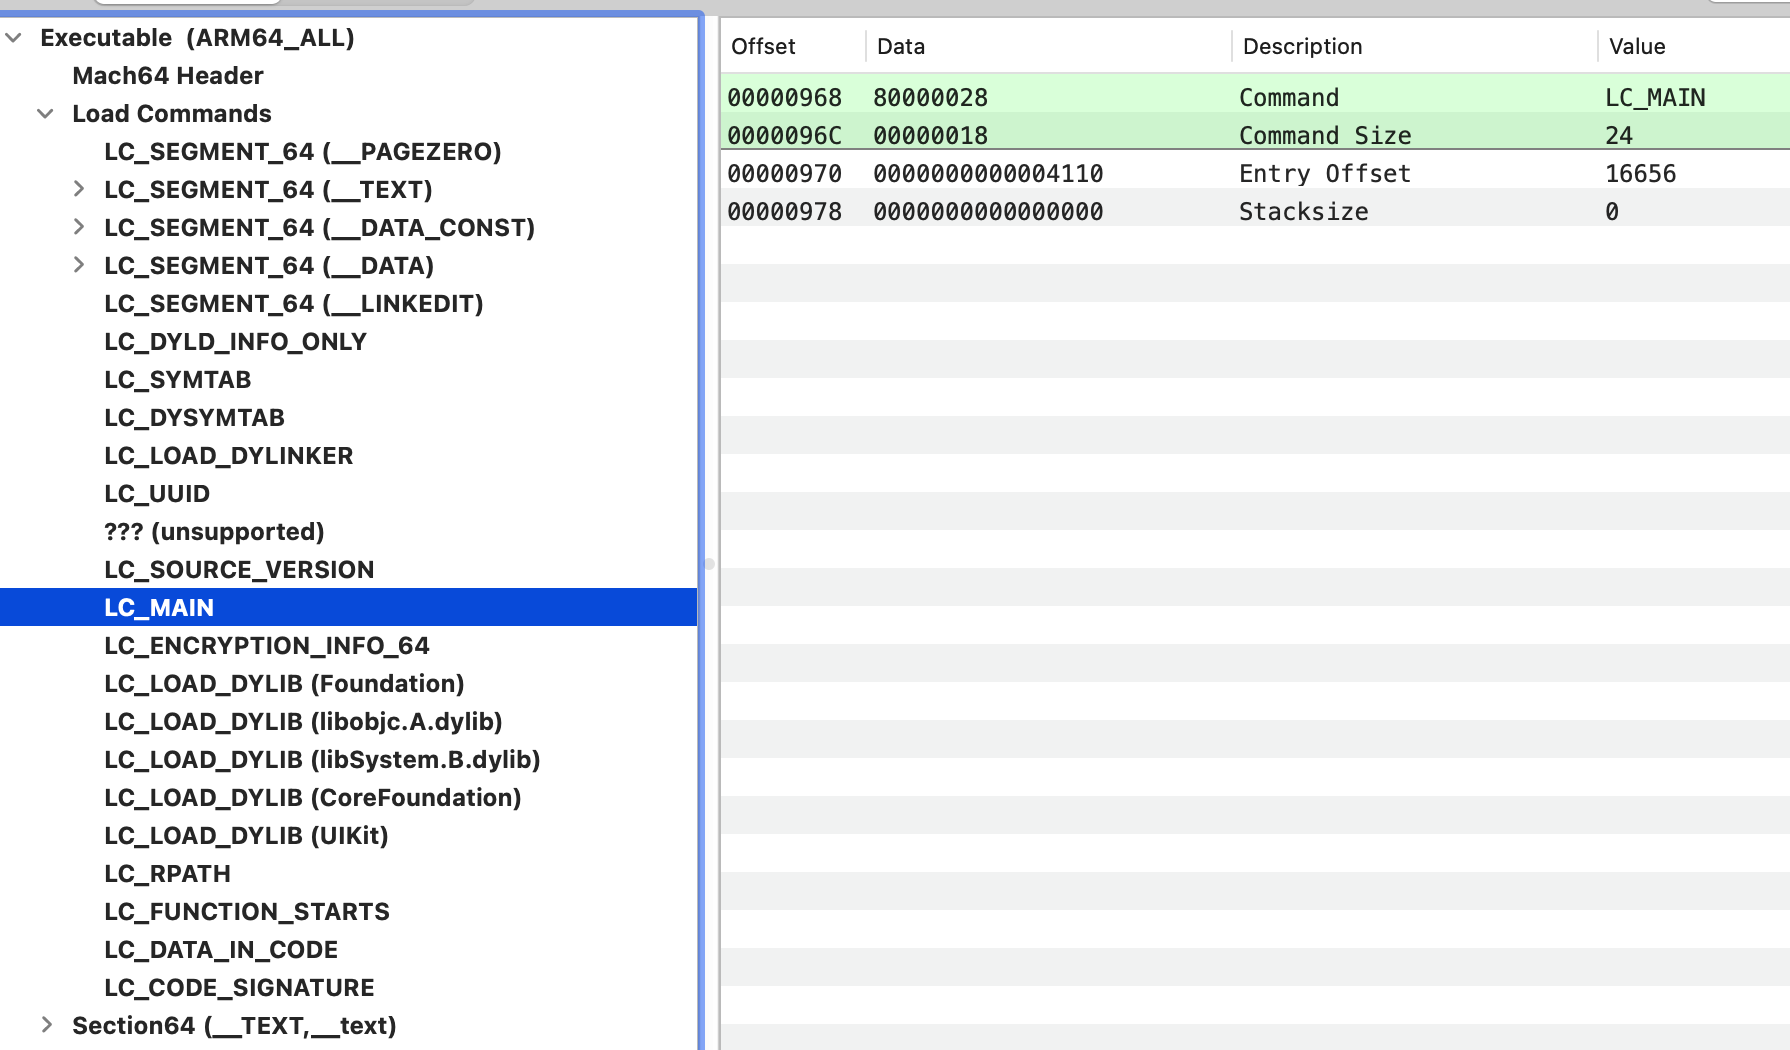 Executable (ARM64_ALL)
Mach64 Header
Load Commands
LC_SEGMENT_64 (__PAGEZERO)
LC_SEGMENT_64 (__TEXT)
LC_SEGMENT_64 (__DATA_CONST)
LC_SEGMENT_64 (__DATA)
LC_SEGMENT_64 (__LINKEDIT)
LC_DYLD_INFO_ONLY
LC_SYMTAB
LC_DYSYMTAB
LC_LOAD_DYLINKER
LC_UUID
??? (unsupported)
LC_SOURCE_VERSION
LC_MAIN
LC_ENCRYPTION_INFO_64
LC_LOAD_DYLIB (Foundation)
LC_LOAD_DYLIB (libobjc.A.dylib)
LC_LOAD_DYLIB (libSystem.B.dylib)
LC_LOAD_DYLIB (CoreFoundation)
LC_LOAD_DYLIB (UIKit)
LC_RPATH
LC_FUNCTION_STARTS
LC_DATA_IN_CODE
LC_CODE_SIGNATURE
Section64 (__TEXT,__text)
Offset Data Description Value
00000968 80000028 Command LC_MAIN
0000096C 00000018 Command Size 24
00000970 0000000000004110 Entry Offset 16656
00000978 0000000000000000 Stacksize 0